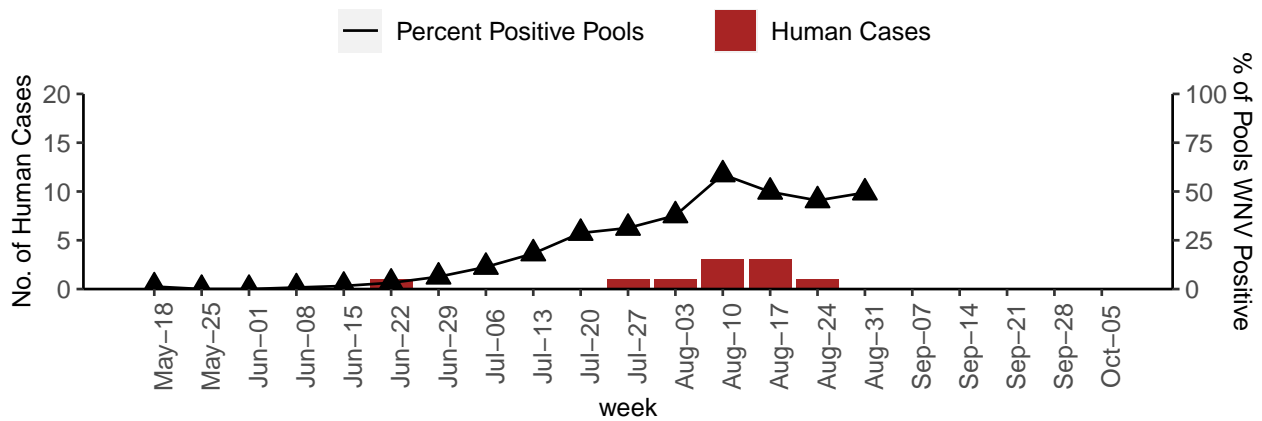 Percent Positive Pools
Human Cases
No. of Human Cases
20
15
10
5
0
100
75
50
25
0
% of Pools WNV Positive
May−18
May−25
Jun−01
Jun−08
Jun−15
Jun−22
Jun−29
Jul−06
Jul−13
Jul−20
Jul−27
Aug−03
Aug−10
Aug−17
Aug−24
Aug−31
Sep−07
Sep−14
Sep−21
Sep−28
Oct−05
week